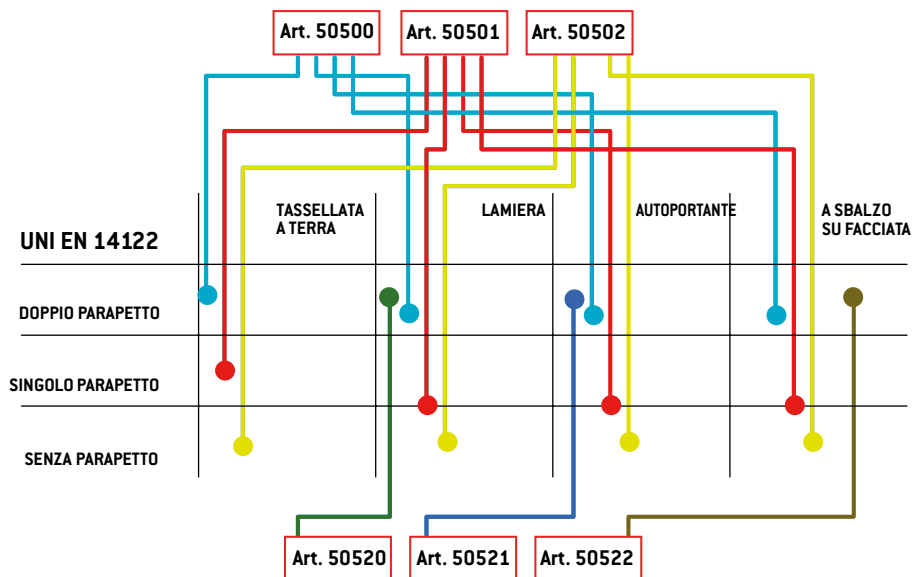 Art. 50500
Art. 50501
Art. 50502
TASSELLATA
A TERRA
LAMIERA
AUTOPORTANTE
A SBALZO
SU FACCIATA
UNI EN 14122
DOPPIO PARAPETTO
SINGOLO PARAPETTO
SENZA PARAPETTO
Art. 50520
Art. 50521
Art. 50522